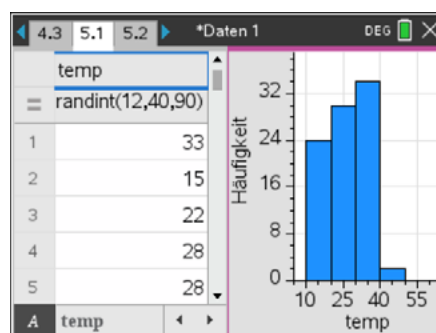 4.3 5.1 5.2 *Daten 1 DEG
temp
= randint(12,40,90)
1 33
2 15
3 22
4 28
5 28
A temp
Häufigkeit
32
24
16
8
0
10 25 40 55
temp